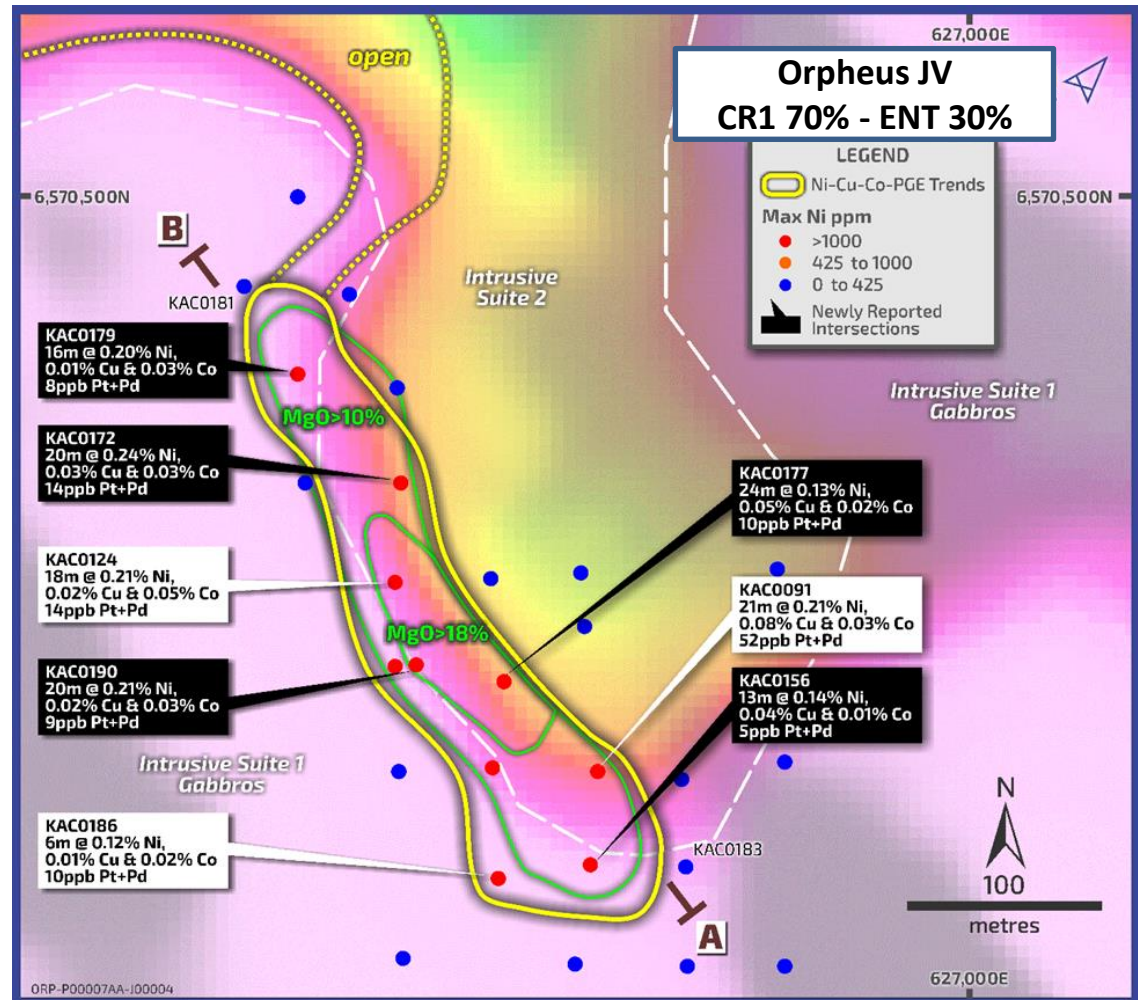 open
627,000E
Orpheus JV
CR1 70% - ENT 30%
LEGEND
Ni-Cu-Co-PGE Trends
Max Ni ppm
>1000
425 to 1000
0 to 425
Newly Reported
Intersections
6,570,500N
6,570,500N
B
KAC0181
Intrusive
Suite 2
KAC0179
16m @ 0.20% Ni,
0.01% Cu & 0.03% Co
8ppb Pt+Pd
MgO>10%
Intrusive Suite 1
Gabbros
KAC0172
20m @ 0.24% Ni,
0.03% Cu & 0.03% Co
14ppb Pt+Pd
KAC0177
24m @ 0.13% Ni,
0.05% Cu & 0.02% Co
10ppb Pt+Pd
KAC0124
18m @ 0.21% Ni,
0.02% Cu & 0.05% Co
14ppb Pt+Pd
MgO>18%
KAC0091
21m @ 0.21% Ni,
0.08% Cu & 0.03% Co
52ppb Pt+Pd
KAC0190
20m @ 0.21% Ni,
0.02% Cu & 0.03% Co
9ppb Pt+Pd
KAC0156
13m @ 0.14% Ni,
0.04% Cu & 0.01% Co
5ppb Pt+Pd
Intrusive Suite 1
Gabbros
KAC0186
6m @ 0.12% Ni,
0.01% Cu & 0.02% Co
10ppb Pt+Pd
KAC0183
A
N
100
metres
627,000E
ORP-P00007AA-J00004